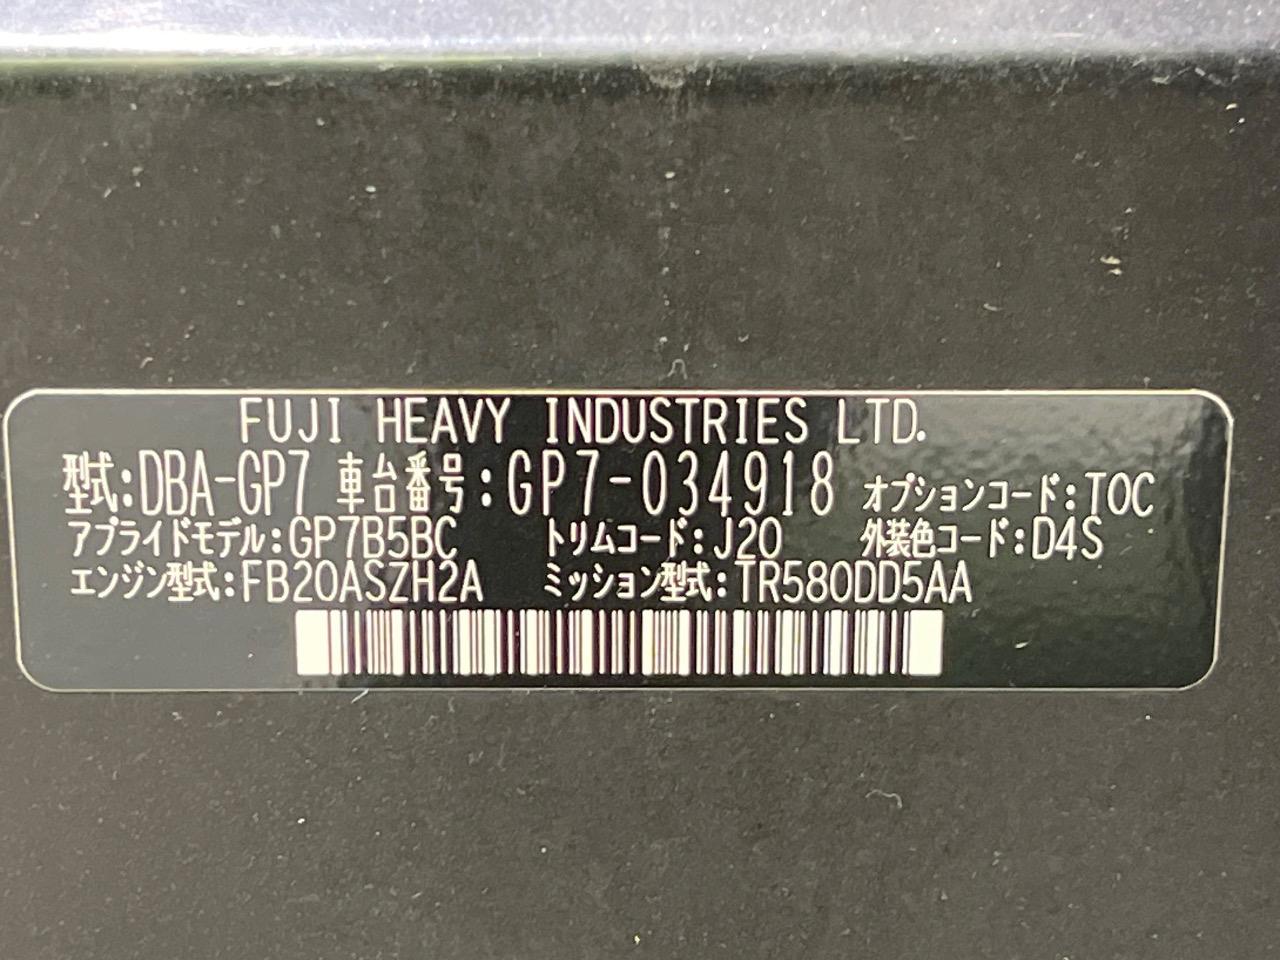 FUJI HEAVY INDUSTRIES LTD.
型式:DBA-GP7 車台番号:GP7-034918 オプションコード:TOC
アプライドモデル:GP7B5BC トリムコード:J20 外装色コード:D4S
エンジン型式:FB20ASZH2A ミッション型式:TR580DD5AA